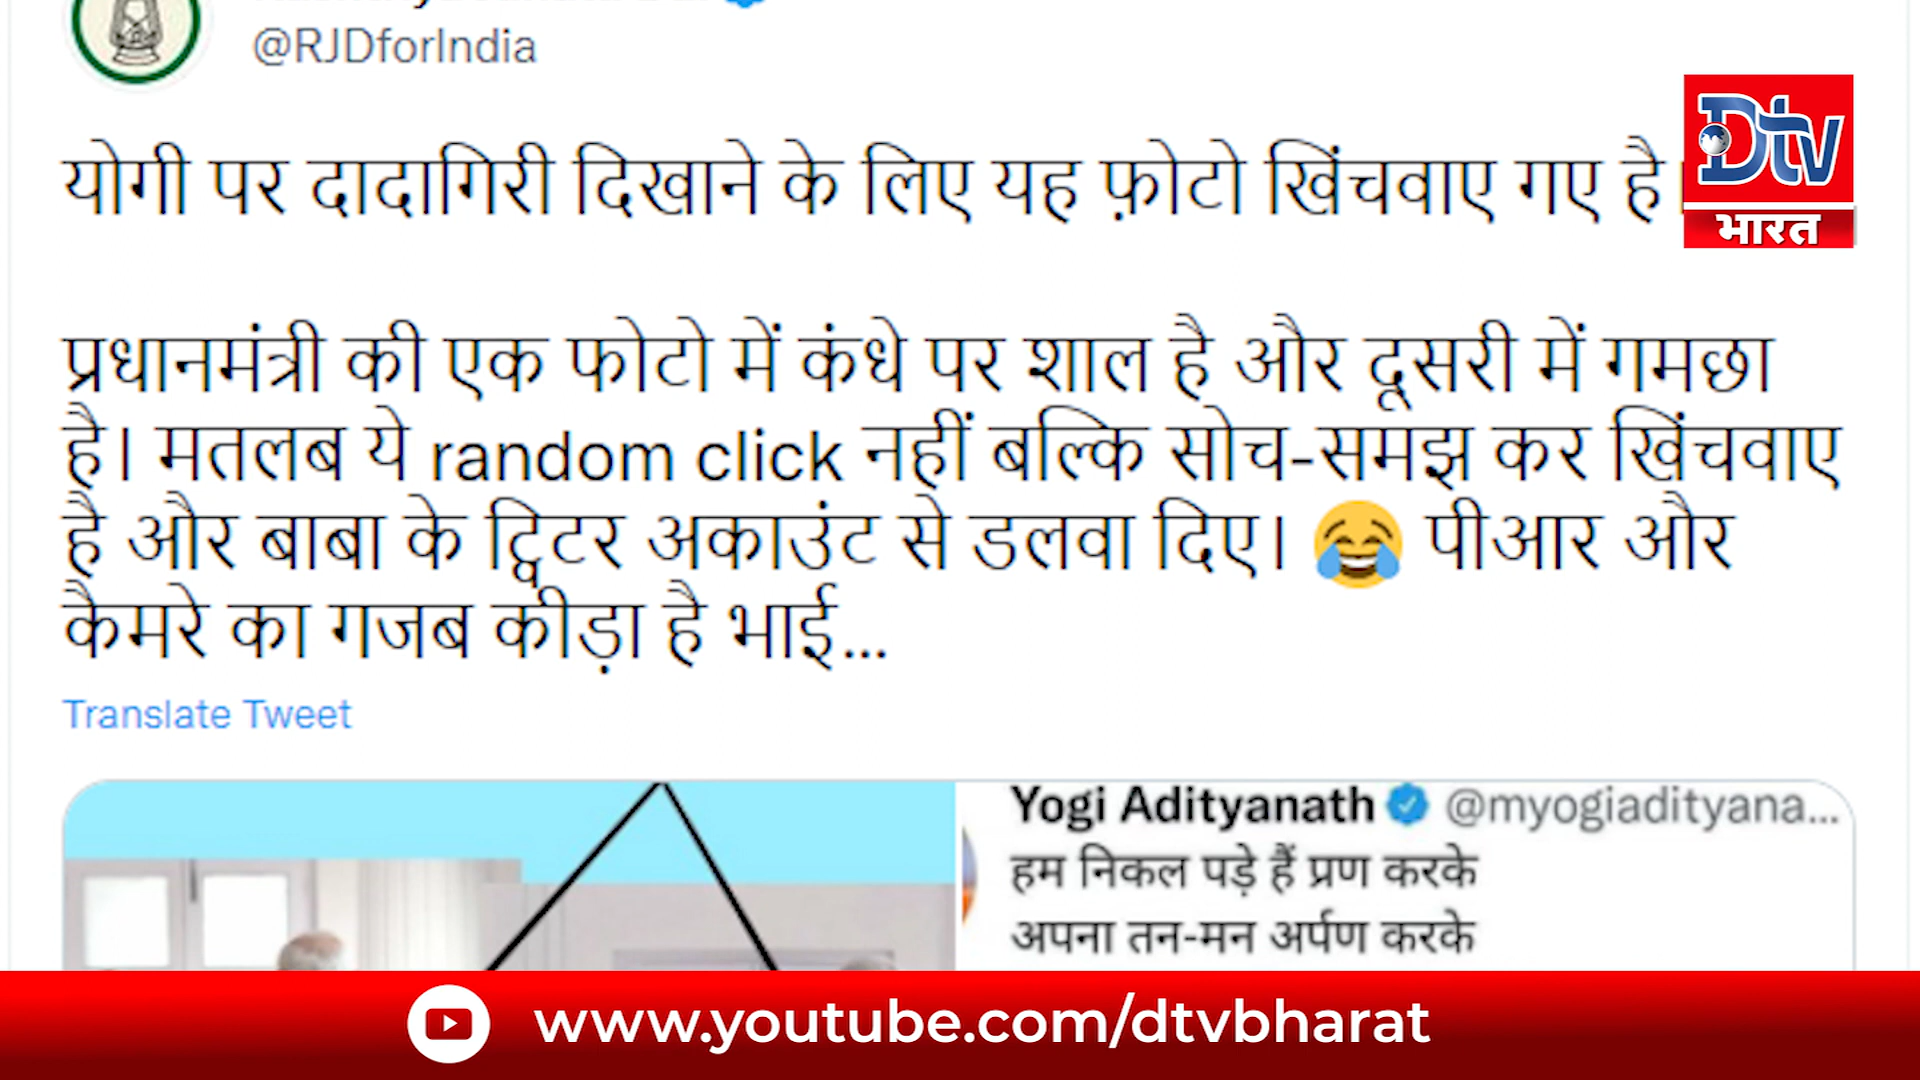 @RJDforIndia
योगी पर दादागिरी दिखाने के लिए यह फ़ोटो खिंचवाए गए है।
Dtv
भारत
प्रधानमंत्री की एक फोटो में कंधे पर शाल है और दूसरी में गमछा
है। मतलब ये random click नहीं बल्कि सोच-समझ कर खिंचवाए
है और बाबा के ट्विटर अकाउंट से डलवा दिए। 😂 पीआर और
कैमरे का गजब कीड़ा है भाई...
Translate Tweet
Yogi Adityanath @myogiadityana...
हम निकल पड़े हैं प्रण करके
अपना तन-मन अर्पण करके
www.youtube.com/dtvbharat